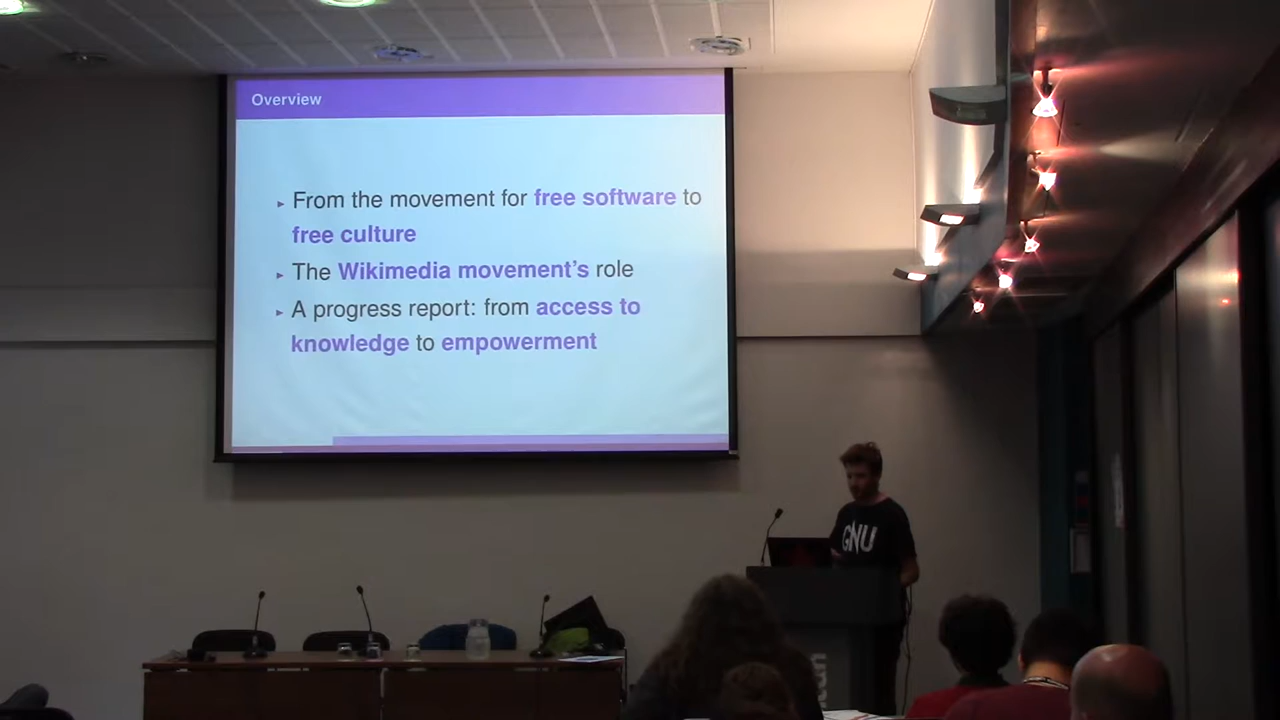 Overview
From the movement for free software to
free culture
The Wikimedia movement's role
A progress report: from access to
knowledge to empowerment
GNU